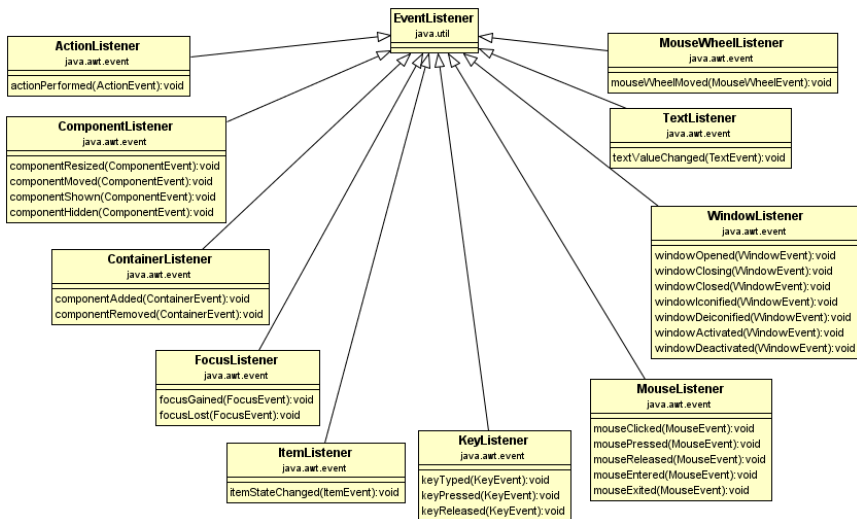 EventListener
java.util
ActionListener
java.awt.event
actionPerformed(ActionEvent):void
MouseWheelListener
java.awt.event
mouseWheelMoved(MouseWheelEvent):void
ComponentListener
java.awt.event
componentResized(ComponentEvent):void
componentMoved(ComponentEvent):void
componentShown(ComponentEvent):void
componentHidden(ComponentEvent):void
TextListener
java.awt.event
textValueChanged(TextEvent):void
WindowListener
java.awt.event
windowOpened(WindowEvent):void
windowClosing(WindowEvent):void
windowClosed(WindowEvent):void
windowIconified(WindowEvent):void
windowDeiconified(WindowEvent):void
windowActivated(WindowEvent):void
windowDeactivated(WindowEvent):void
ContainerListener
java.awt.event
componentAdded(ContainerEvent):void
componentRemoved(ContainerEvent):void
FocusListener
java.awt.event
focusGained(FocusEvent):void
focusLost(FocusEvent):void
MouseListener
java.awt.event
mouseClicked(MouseEvent):void
mousePressed(MouseEvent):void
mouseReleased(MouseEvent):void
mouseEntered(MouseEvent):void
mouseExited(MouseEvent):void
ItemListener
java.awt.event
itemStateChanged(ItemEvent):void
KeyListener
java.awt.event
keyTyped(KeyEvent):void
keyPressed(KeyEvent):void
keyReleased(KeyEvent):void